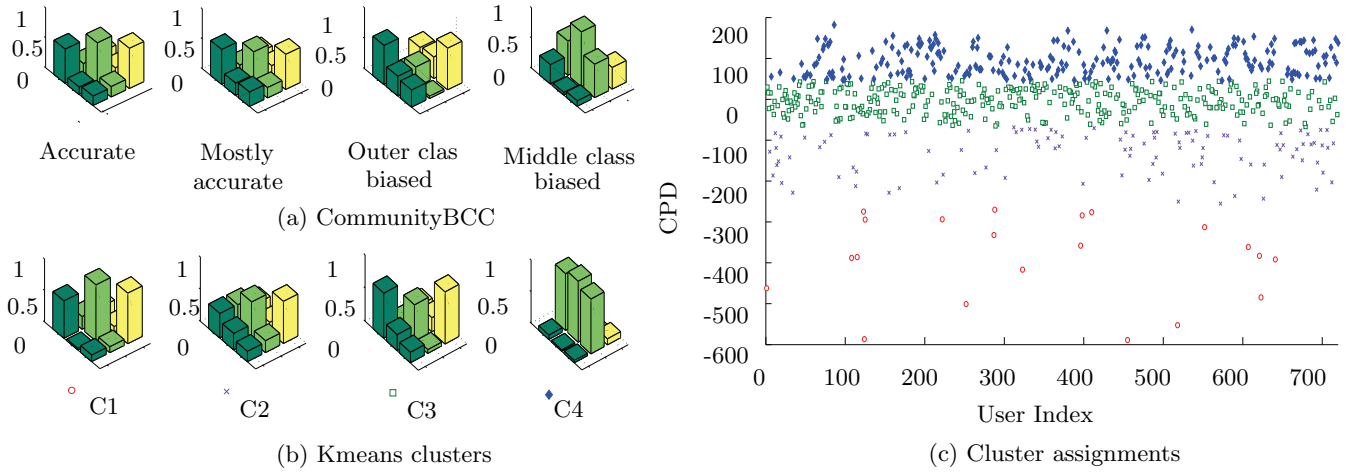 1
0.5
0
1
0.5
0
1
0.5
0
1
0.5
0
Accurate
Mostly
accurate
Outer clas
biased
Middle class
biased
(a) CommunityBCC
1
0.5
0
1
0.5
0
1
0.5
0
1
0.5
0
C1
C2
C3
C4
(b) Kmeans clusters
CPD
200
100
0
-100
-200
-300
-400
-500
-600
0
100
200
300
400
500
600
700
User Index
(c) Cluster assignments